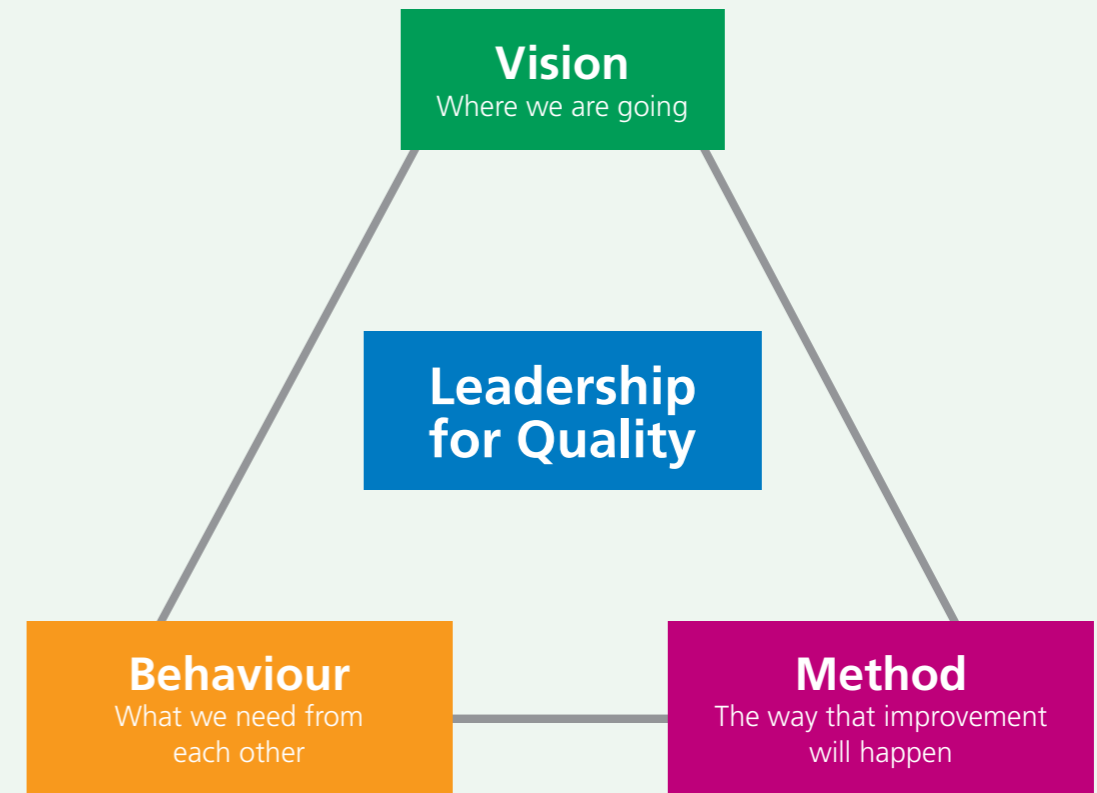 Vision
Where we are going
Leadership
for Quality
Behaviour
What we need from
each other
Method
The way that improvement
will happen